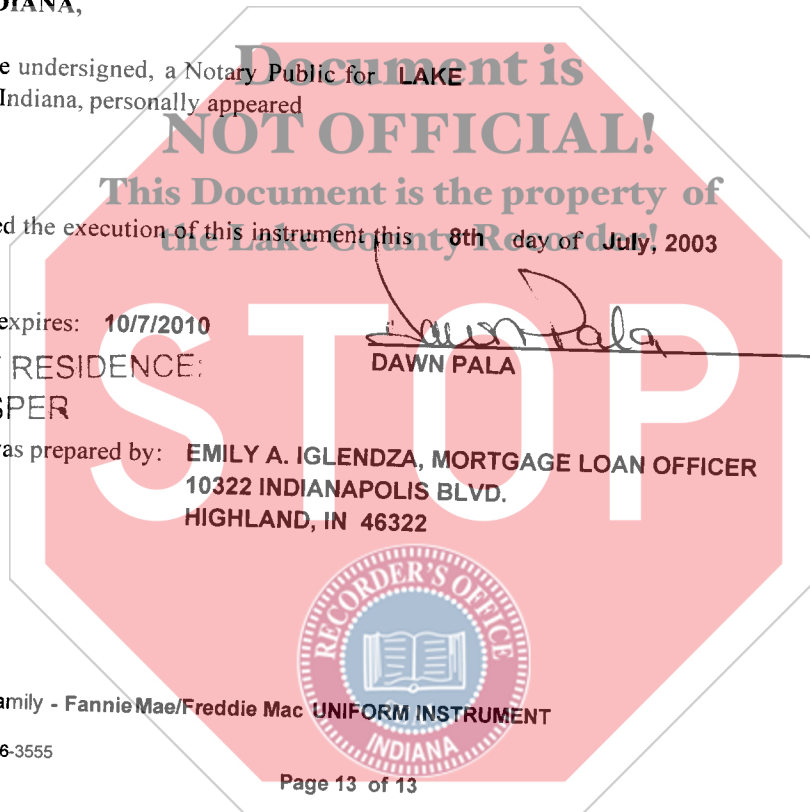 DIANA,
Document is
e undersigned, a Notary Public for LAKE
Indiana, personally appeared
NOT OFFICIAL!
This Document is the property of
the Lake County Recorder!
ed the execution of this instrument this 8th day of July, 2003
expires: 10/7/2010
Dawn Pala
RESIDENCE:
DAWN PALA
SPER
STOP
as prepared by: EMILY A. IGLENDZA, MORTGAGE LOAN OFFICER
10322 INDIANAPOLIS BLVD.
HIGHLAND, IN 46322
RECORDER'S OFFICE
amily - Fannie Mae/Freddie Mac UNIFORM INSTRUMENT
INDIANA
6-3555
Page 13 of 13